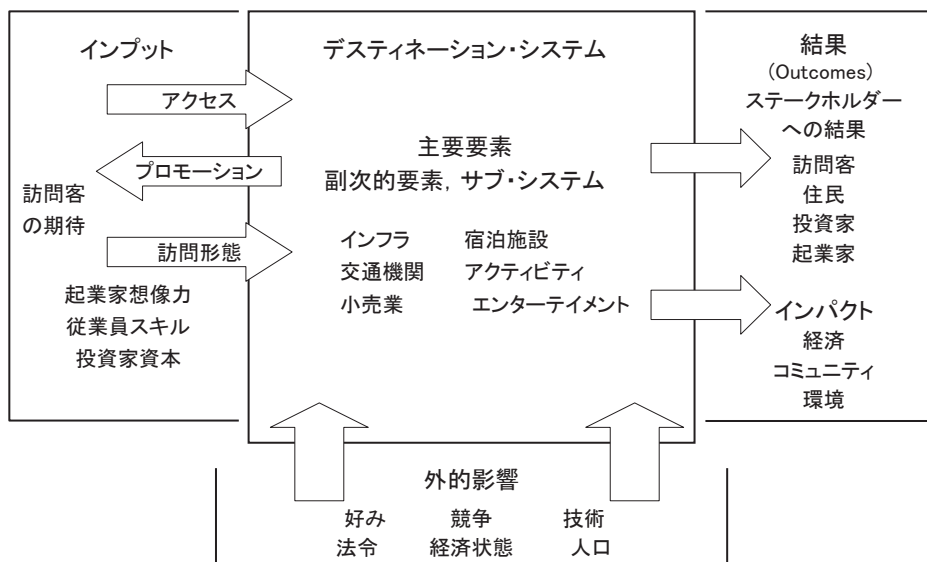 インプット
アクセス
プロモーション
訪問客
の期待
訪問形態
起業家想像力
従業員スキル
投資家資本
デスティネーション・システム
主要要素
副次的要素, サブ・システム
インフラ 宿泊施設
交通機関 アクティビティ
小売業 エンターテイメント
結果
(Outcomes)
ステークホルダー
への結果
訪問客
住民
投資家
起業家
インパクト
経済
コミュニティ
環境
外的影響
好み 競争 技術
法令 経済状態 人口